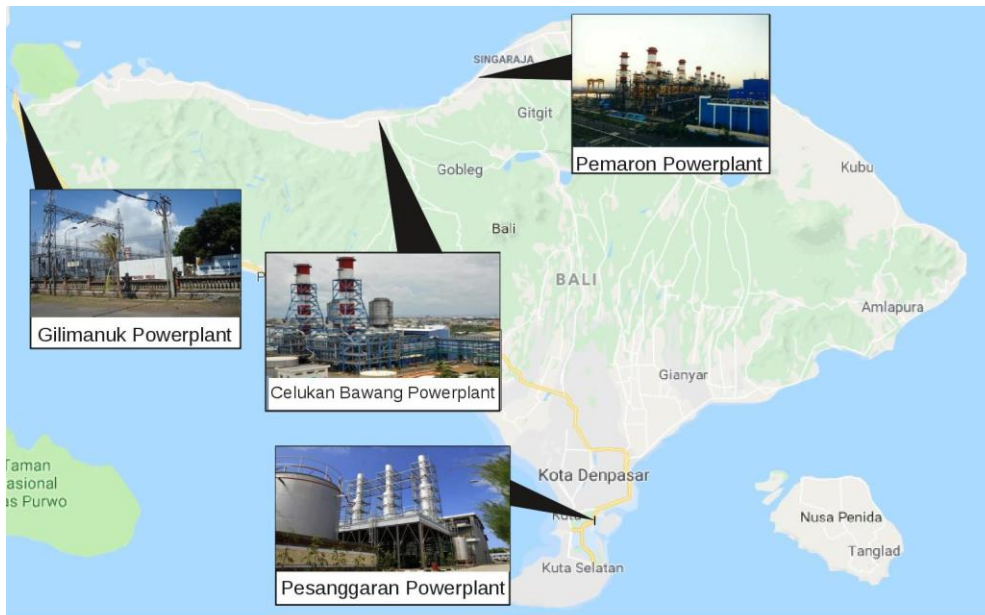 SINGARAJA
Gitgit
Pemaron Powerplant
Kubu
Gobleg
Bali
BALI
Gilimanuk Powerplant
P
Amlapura
Celukan Bawang Powerplant
Gianyar
Kota Denpasar
Taman
asional
as Purwo
Kuta
Nusa Penida
Tanglad
Kuta Selatan
Pesanggaran Powerplant